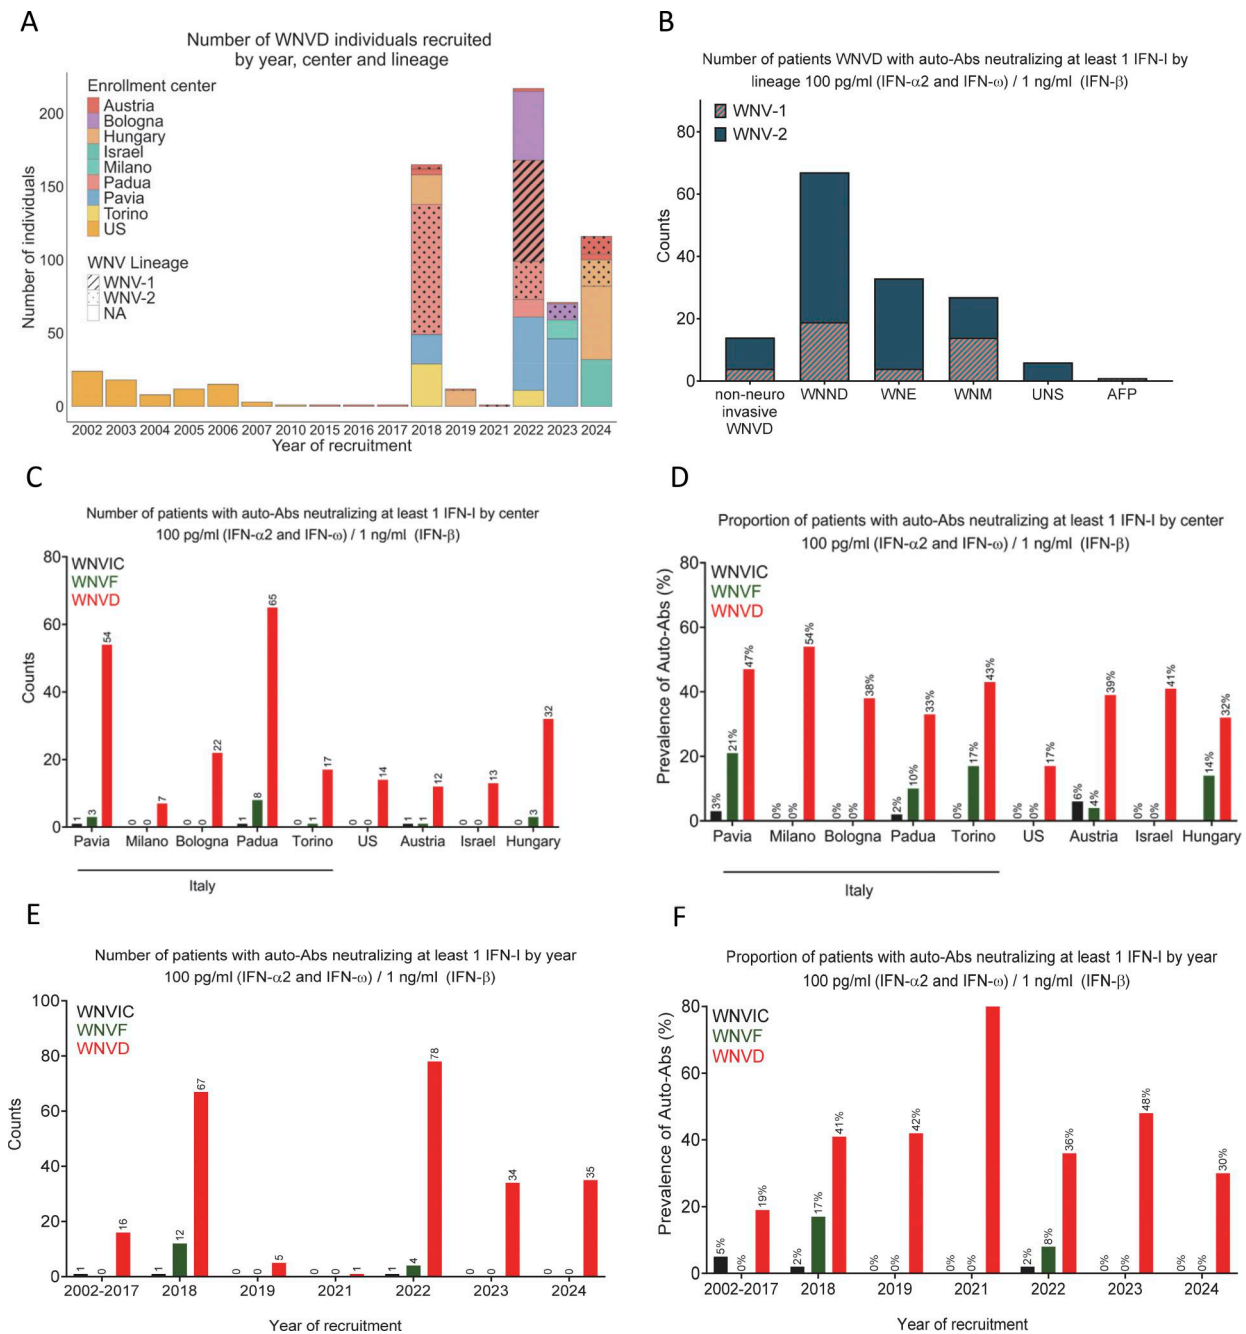 A
Number of WNVD individuals recruited
by year, center and lineage
Number of individuals
200
150
100
50
0
Enrollment center
Austria
Bologna
Hungary
Israel
Milano
Padua
Pavia
Torino
US
WNV Lineage
WNV-1
WNV-2
NA
2002 2003 2004 2005 2006 2007 2010 2015 2016 2017 2018 2019 2021 2022 2023 2024
Year of recruitment
B
Number of patients WNVD with auto-Abs neutralizing at least 1 IFN-I by
lineage 100 pg/ml (IFN-α2 and IFN-ω) / 1 ng/ml (IFN-β)
WNV-1
WNV-2
Counts
80
60
40
20
0
non-neuro
invasive
WNVD
WNND
WNE
WNM
UNS
AFP
C
Number of patients with auto-Abs neutralizing at least 1 IFN-I by center
100 pg/ml (IFN-α2 and IFN-ω) / 1 ng/ml (IFN-β)
WNVIC
WNVF
WNVD
Counts
80
60
40
20
0
1 3 54
0 0 7
0 0 22
1 8 65
0 1 17
0 0 14
1 1 12
0 0 13
0 3 32
Pavia Milano Bologna Padua Torino US Austria Israel Hungary
Italy
D
Proportion of patients with auto-Abs neutralizing at least 1 IFN-I by center
100 pg/ml (IFN-α2 and IFN-ω) / 1 ng/ml (IFN-β)
WNVIC
WNVF
WNVD
Prevalence of Auto-Abs (%)
80
60
40
20
0
3% 21% 47%
0% 0% 54%
0% 0% 38%
2% 10% 33%
0% 17% 43%
0% 0% 17%
6% 4% 39%
0% 0% 41%
14% 32%
Pavia Milano Bologna Padua Torino US Austria Israel Hungary
Italy
E
Number of patients with auto-Abs neutralizing at least 1 IFN-I by year
100 pg/ml (IFN-α2 and IFN-ω) / 1 ng/ml (IFN-β)
WNVIC
WNVF
WNVD
Counts
100
80
60
40
20
0
1 0 16
1 12 67
0 0 5
0 0 1
1 4 78
0 0 34
0 0 35
2002-2017 2018 2019 2021 2022 2023 2024
Year of recruitment
F
Proportion of patients with auto-Abs neutralizing at least 1 IFN-I by year
100 pg/ml (IFN-α2 and IFN-ω) / 1 ng/ml (IFN-β)
WNVIC
WNVF
WNVD
Prevalence of Auto-Abs (%)
80
60
40
20
0
5% 0% 19%
2% 17% 41%
0% 0% 42%
0% 0%
2% 8% 36%
0% 0% 48%
0% 0% 30%
2002-2017 2018 2019 2021 2022 2023 2024
Year of recruitment